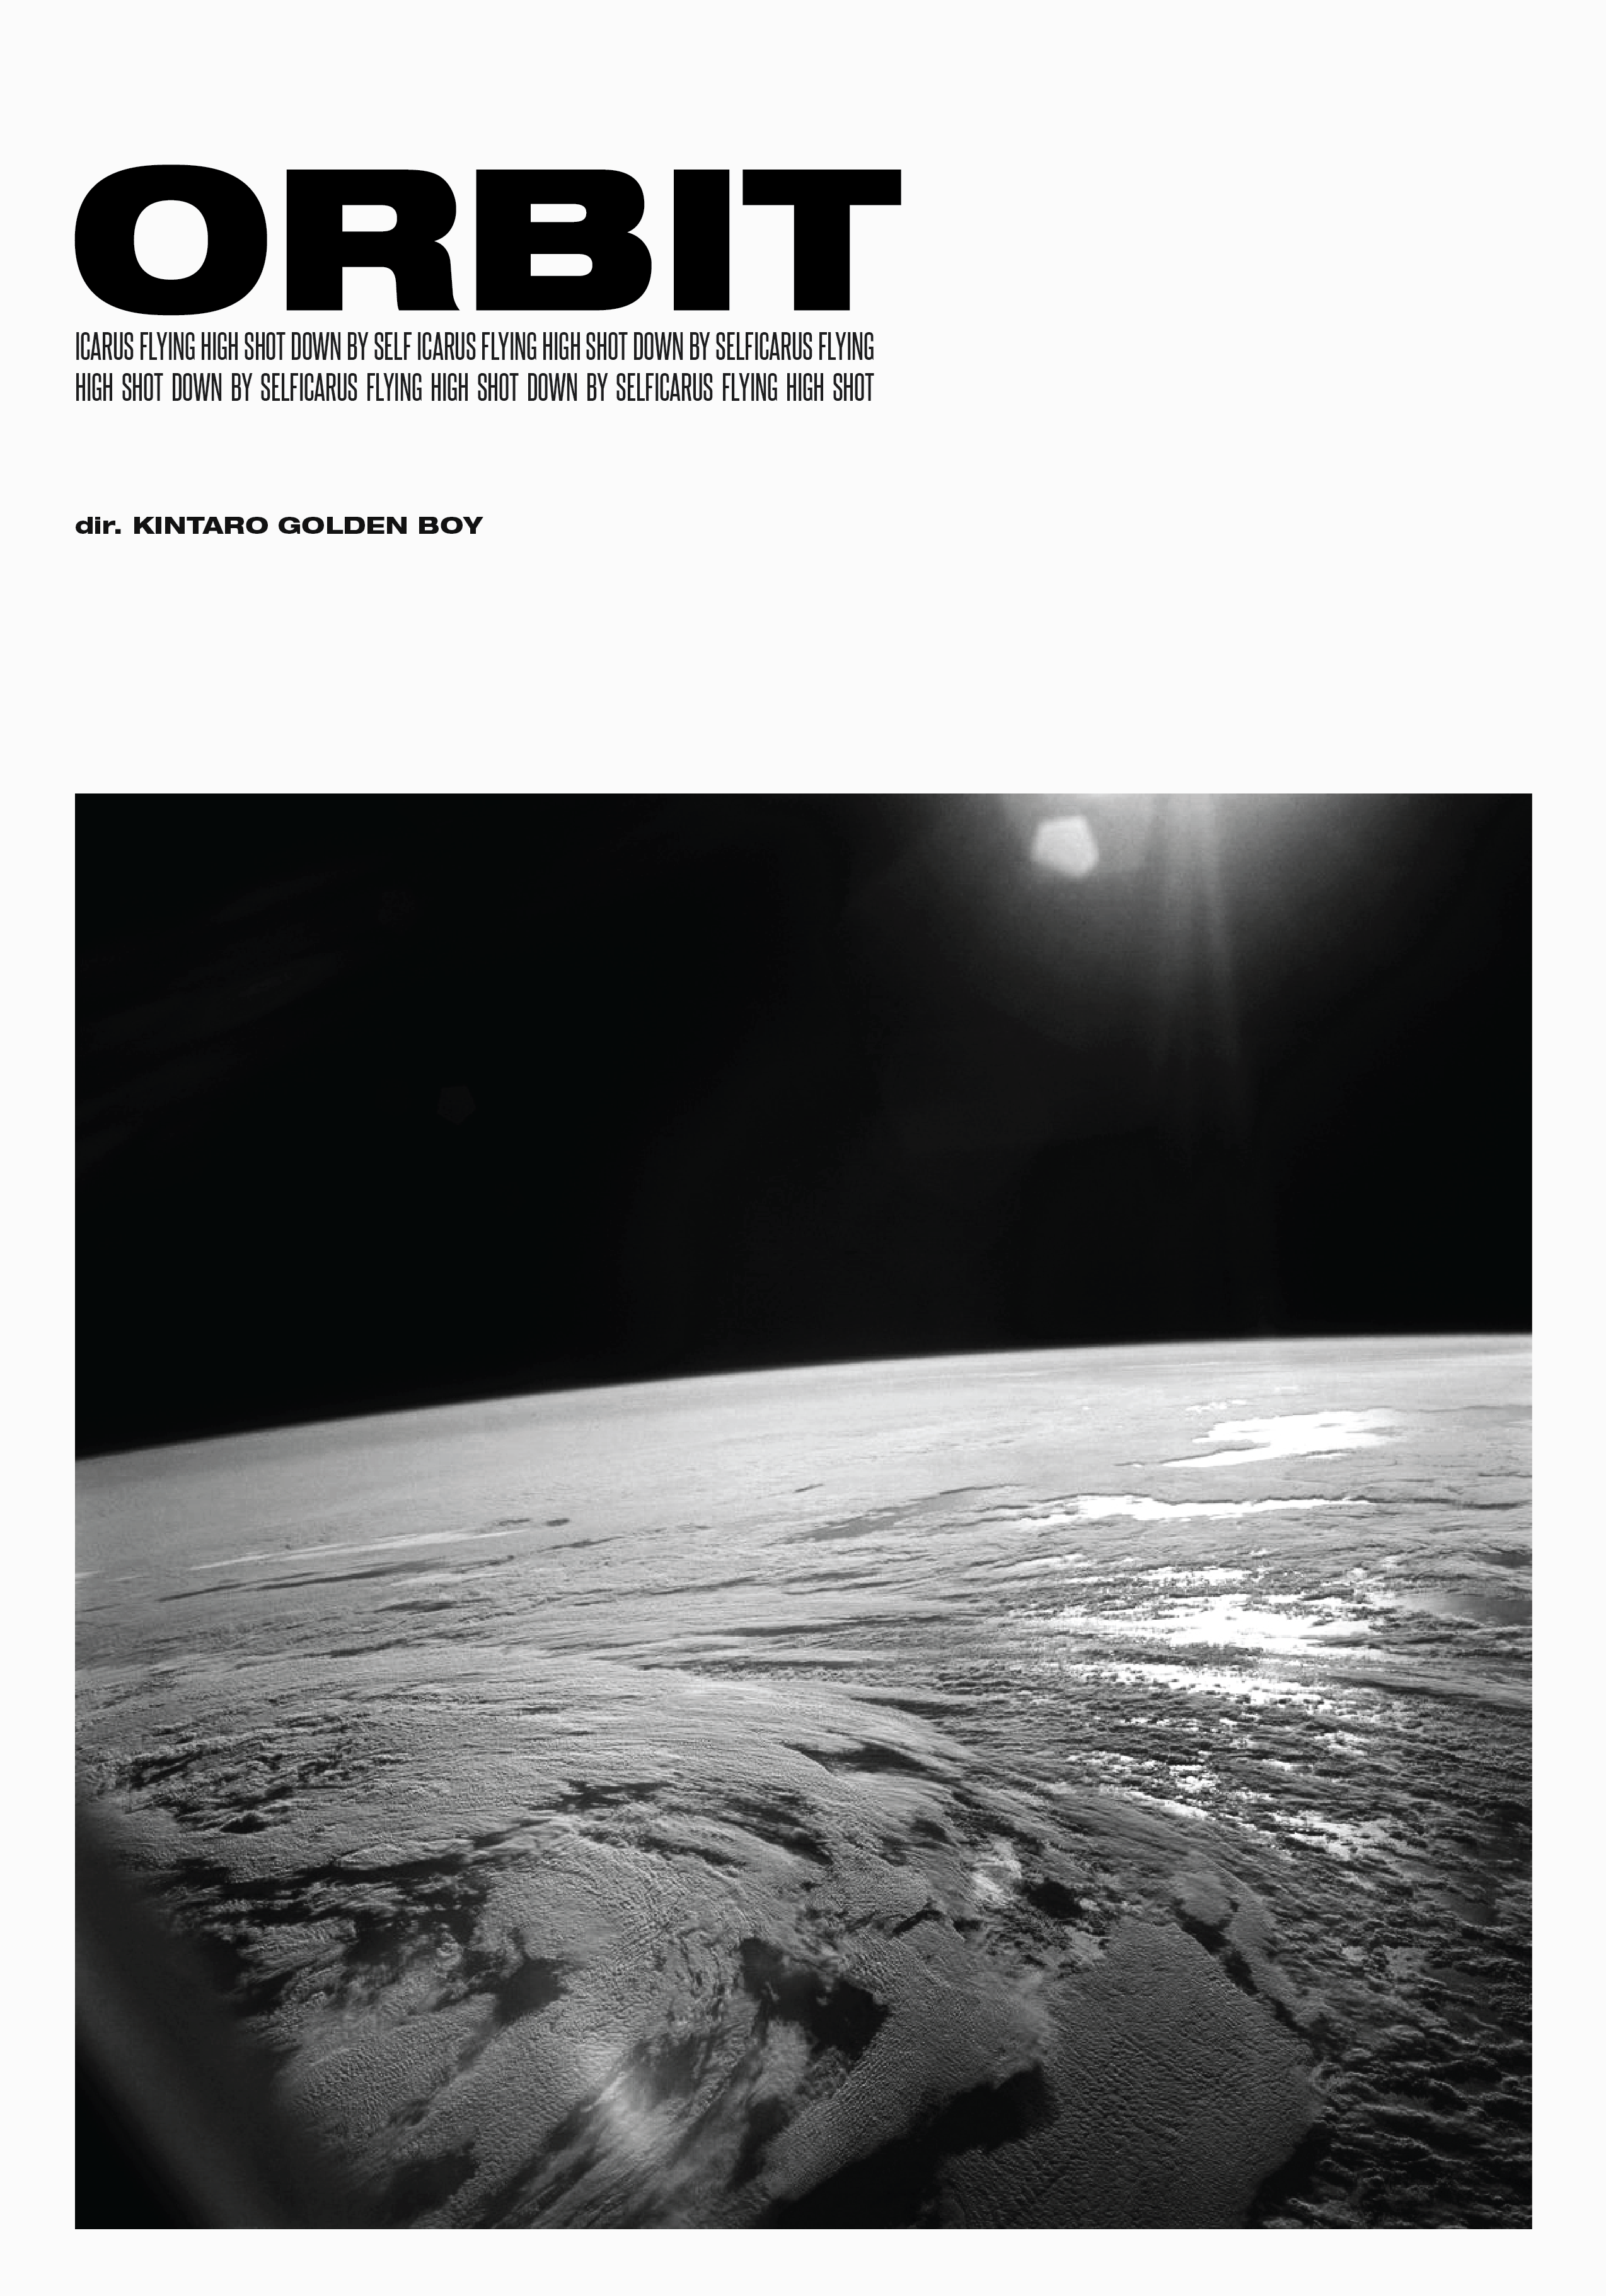 ORBIT
ICARUS FLYING HIGH SHOT DOWN BY SELF ICARUS FLYING HIGH SHOT DOWN BY SELFICARUS FLYING
HIGH SHOT DOWN BY SELFICARUS FLYING HIGH SHOT DOWN BY SELFICARUS FLYING HIGH SHOT
dir. KINTARO GOLDEN BOY